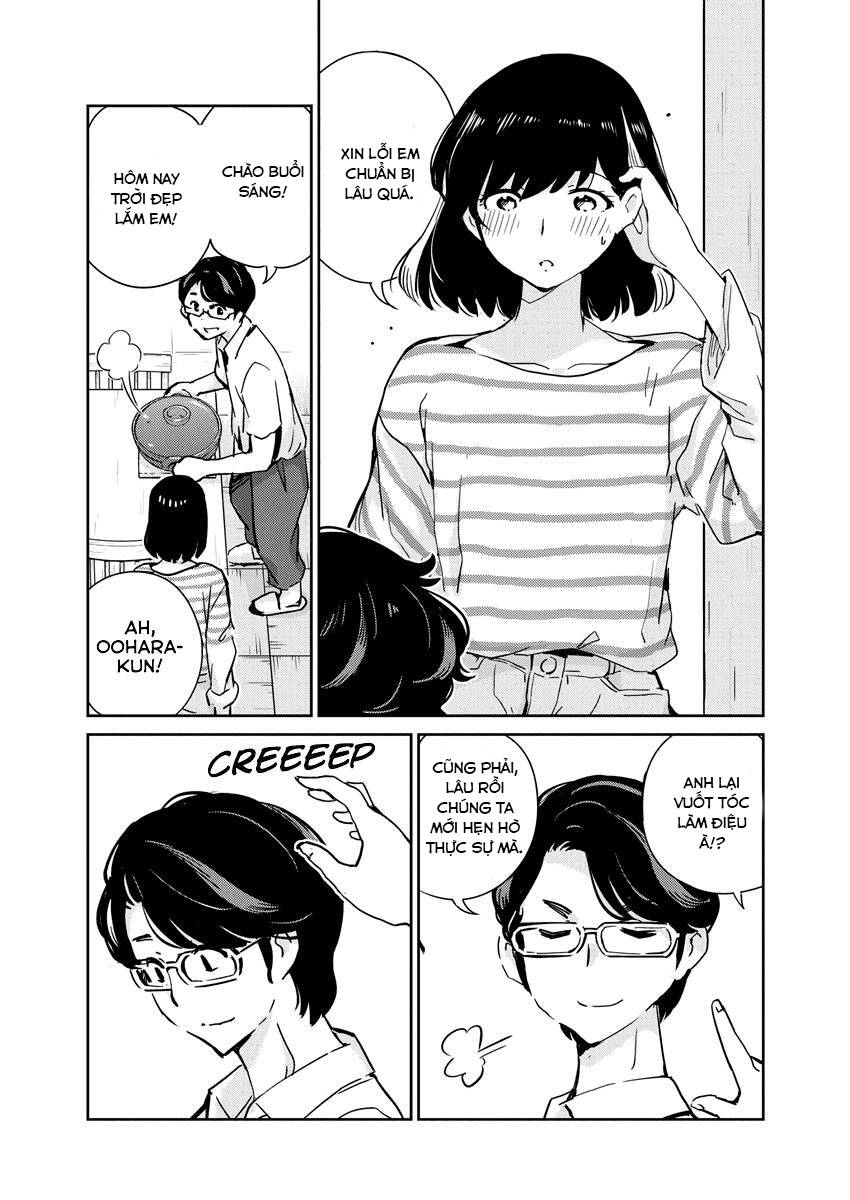 XIN LỖI EM
CHUẨN BỊ
LÂU QUÁ.
CHÀO BUỔI
SÁNG!
HÔM NAY
TRỜI ĐẸP
LẮM EM!
AH,
OOHARA-
KUN!
ANH LẠI
VUỐT TÓC
LÀM ĐIỆU
À!?
CŨNG PHẢI,
LÂU RỒI
CHÚNG TA
MỚI HẸN HÒ
THỰC SỰ MÀ.
CREEEEP